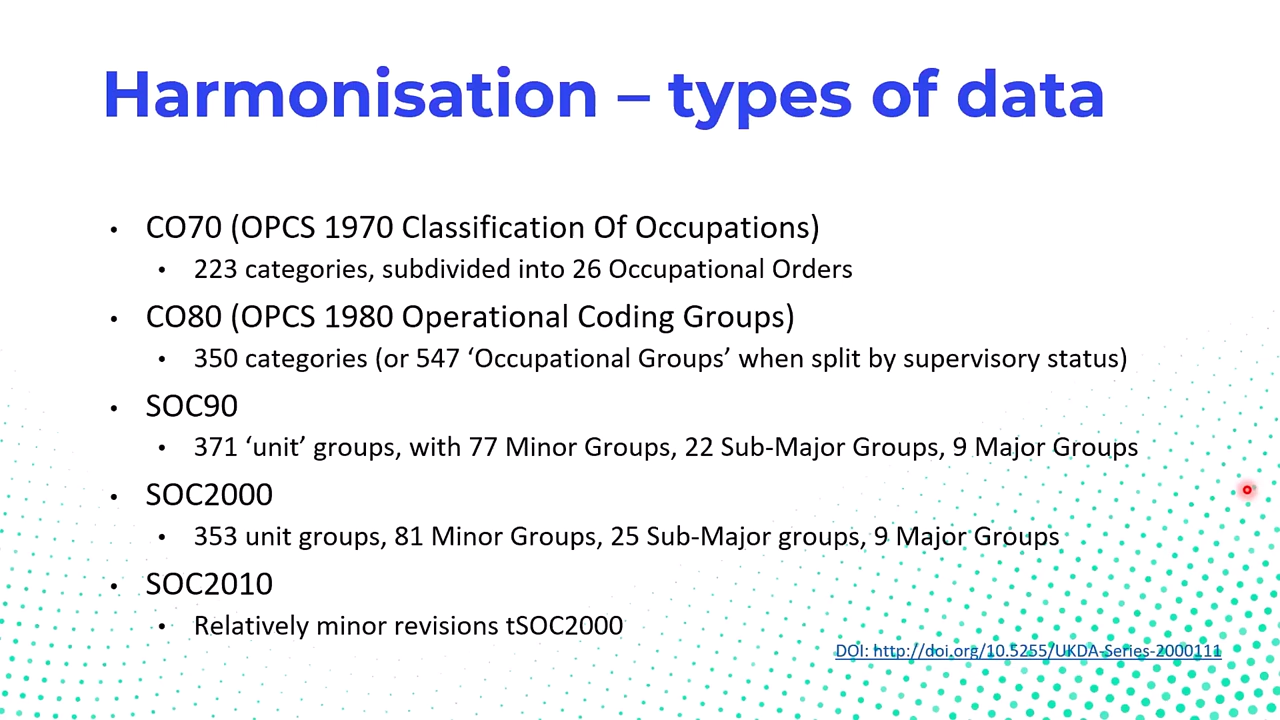 Harmonisation – types of data
• CO70 (OPCS 1970 Classification Of Occupations)
• 223 categories, subdivided into 26 Occupational Orders
• CO80 (OPCS 1980 Operational Coding Groups)
• 350 categories (or 547 ‘Occupational Groups’ when split by supervisory status)
• SOC90
• 371 ‘unit’ groups, with 77 Minor Groups, 22 Sub-Major Groups, 9 Major Groups
• SOC2000
• 353 unit groups, 81 Minor Groups, 25 Sub-Major groups, 9 Major Groups
• SOC2010
• Relatively minor revisions tSOC2000
DOI: http://doi.org/10.5255/UKDA-Series-2000111